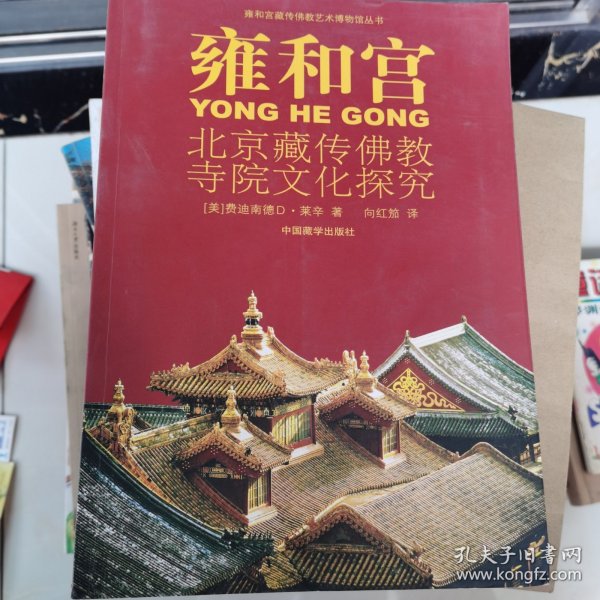 雍和宫藏传佛教艺术博物馆丛书
雍和宫
YONG HE GONG
北京藏传佛教
寺院文化探究
[美]费迪南德D·莱辛 著 向红笳 译
中国藏学出版社
孔夫子旧书网
www.kongfz.com